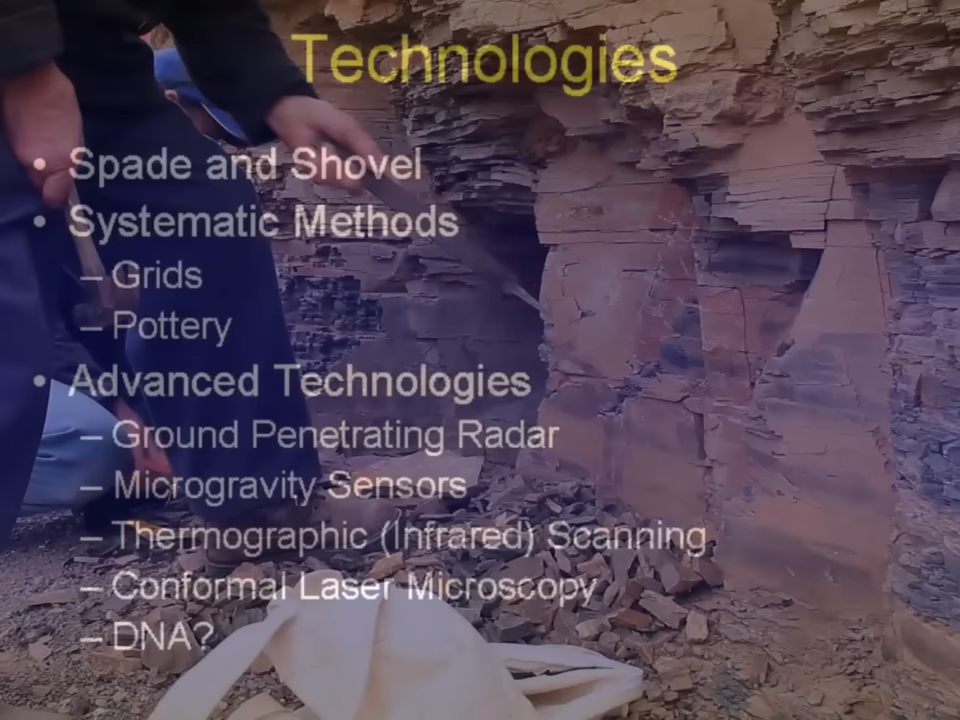 Technologies
• Spade and Shovel
• Systematic Methods
– Grids
– Pottery
• Advanced Technologies
– Ground Penetrating Radar
– Microgravity Sensors
– Thermographic (Infrared) Scanning
– Conformal Laser Microscopy
– DNA?